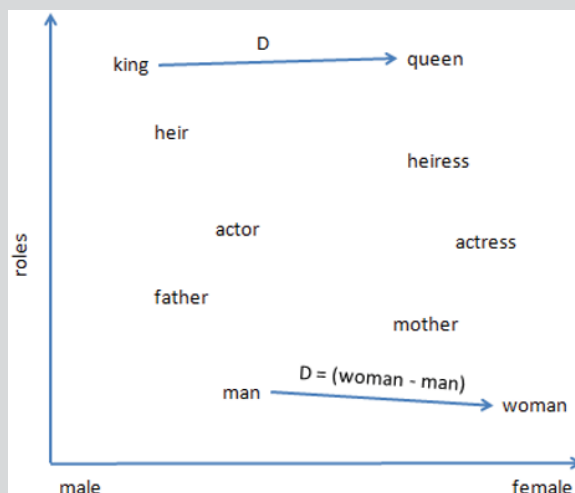 D
king
queen
heir
heiress
actor
actress
roles
father
mother
D = (woman - man)
man
woman
male
female